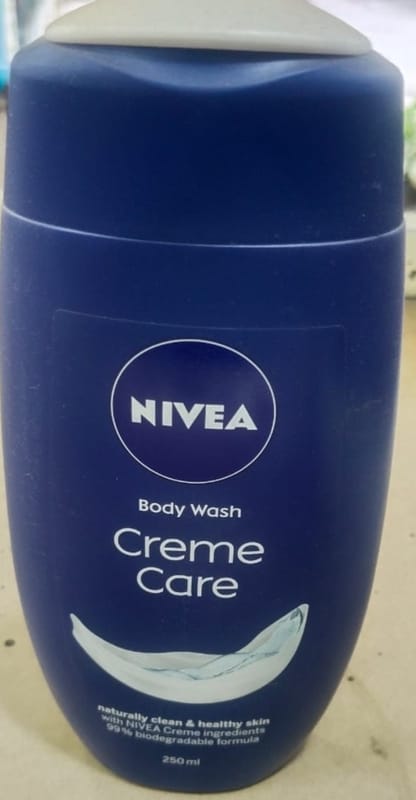 NIVEA
Body Wash
Creme
Care
naturally clean & healthy skin
with NIVEA Creme ingredients
99% biodegradable formula
250 ml